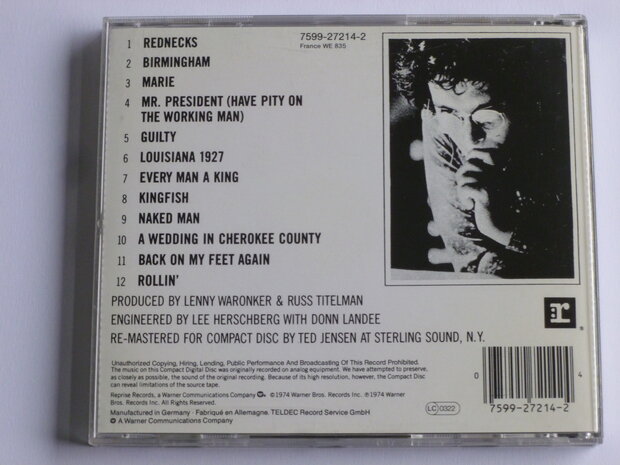 7599-27214-2
France WE 835
1 REDNECKS
2 BIRMINGHAM
3 MARIE
4 MR. PRESIDENT (HAVE PITY ON
THE WORKING MAN)
5 GUILTY
6 LOUISIANA 1927
7 EVERY MAN A KING
8 KINGFISH
9 NAKED MAN
10 A WEDDING IN CHEROKEE COUNTY
11 BACK ON MY FEET AGAIN
12 ROLLIN'
PRODUCED BY LENNY WARONKER & RUSS TITELMAN
ENGINEERED BY LEE HERSCHBERG WITH DONN LANDEE
RE-MASTERED FOR COMPACT DISC BY TED JENSEN AT STERLING SOUND, N.Y.
Unauthorized Copying, Hiring, Lending, Public Performance And Broadcasting Of This Record Prohibited.
The music on this Compact Digital Disc was originally recorded on analog equipment. We have attempted to preserve,
as closely as possible, the sound of the original recording. Because of its high resolution, however, the Compact Disc
can reveal limitations of the source tape.
Reprise Records, a Warner Communications Company ©1974 Warner Bros. Records Inc. ℗1974 Warner
Bros. Records Inc. All Rights Reserved.
Manufactured in Germany · Fabriqué en Allemagne. TELDEC Record Service GmbH
A Warner Communications Company
LC 0322
r:
®
0 4
7599-27214-2